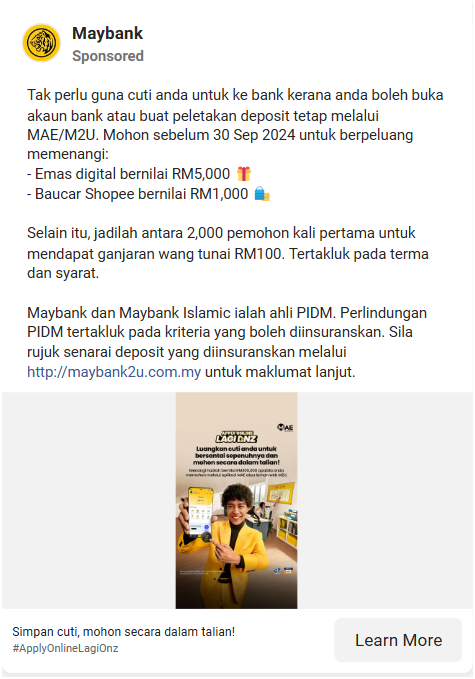 Maybank
Sponsored
Tak perlu guna cuti anda untuk ke bank kerana anda boleh buka
akaun bank atau buat peletakan deposit tetap melalui
MAE/M2U. Mohon sebelum 30 Sep 2024 untuk berpeluang
memenangi:
- Emas digital bernilai RM5,000 🎁
- Baucar Shopee bernilai RM1,000 🛍️
Selain itu, jadilah antara 2,000 pemohon kali pertama untuk
mendapat ganjaran wang tunai RM100. Tertakluk pada terma
dan syarat.
Maybank dan Maybank Islamic ialah ahli PIDM. Perlindungan
PIDM tertakluk pada kriteria yang boleh diinsuranskan. Sila
rujuk senarai deposit yang diinsuranskan melalui
http://maybank2u.com.my untuk maklumat lanjut.
MAE
APPLY ONLINE
LAGI ONZ
Luangkan cuti anda untuk
bersantai sepenuhnya dan
mohon secara dalam talian!
Simpan cuti, mohon secara dalam talian!
#ApplyOnlineLagiOnz
Learn More